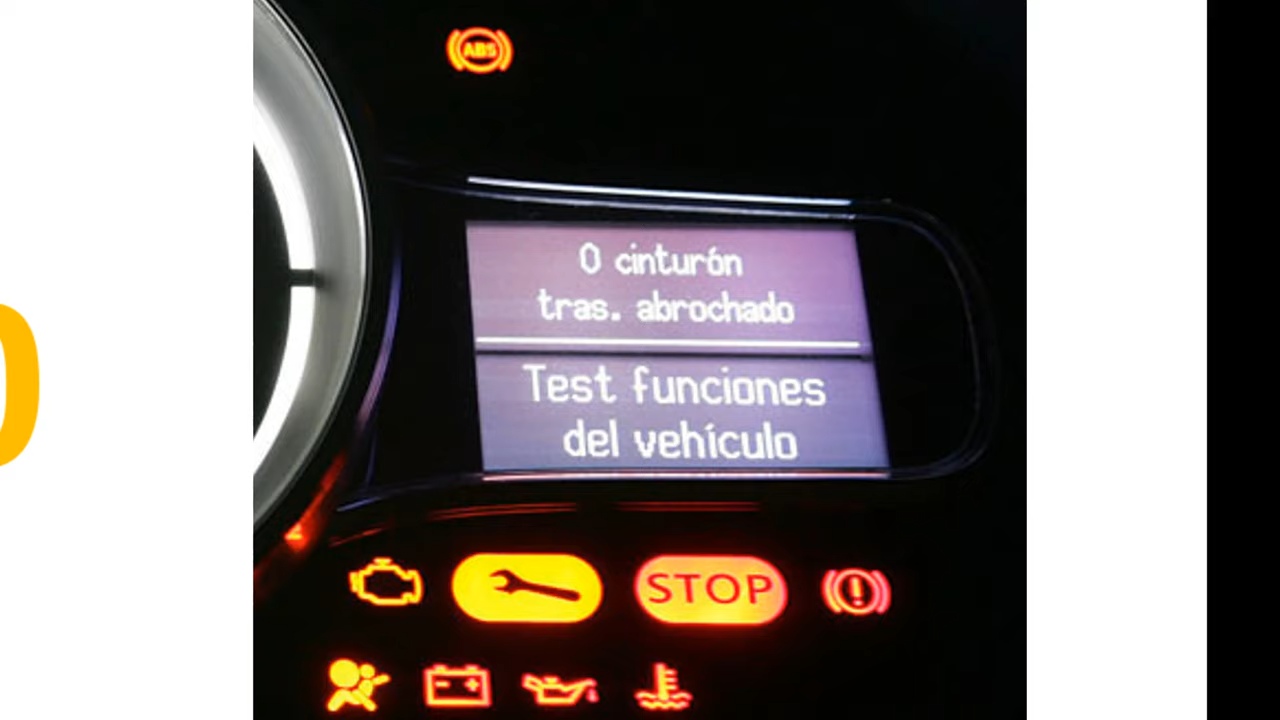 ABS
0 cinturón
tras. abrochado
Test funciones
del vehículo
STOP